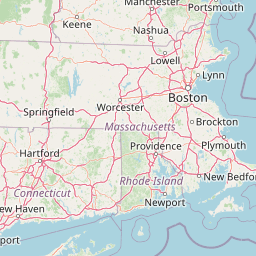 Manchester
Portsmouth
Keene
Nashua
Lowell
Lynn
Worcester
Boston
Springfield
Massachusetts
Brockton
Hartford
Providence
Plymouth
Connecticut
Rhode Island
New Bedfor
New Haven
Newport
port